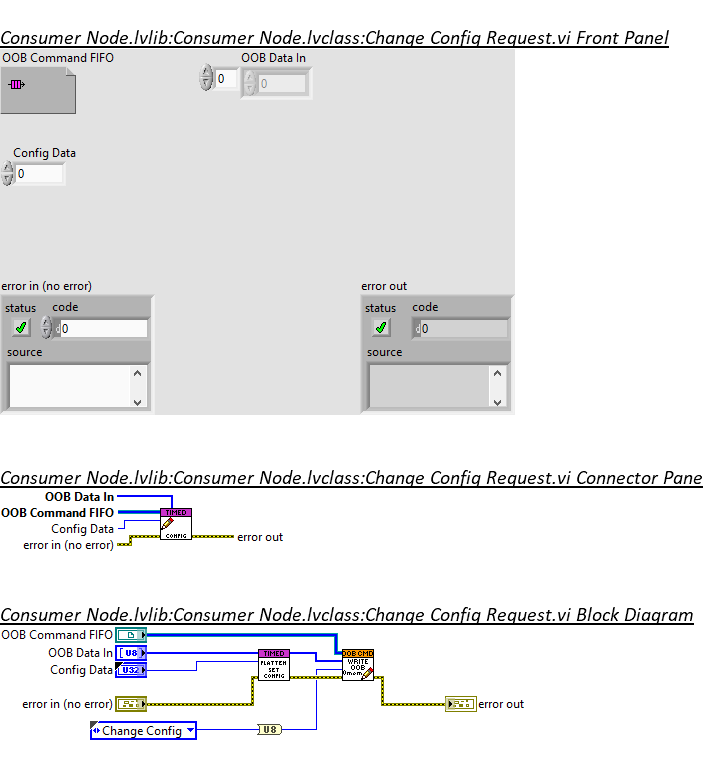 Consumer Node.lvlib:Consumer Node.lvclass:Change Config Request.vi Front Panel
OOB Command FIFO
OOB Data In
0
0
Config Data
0
error in (no error)
error out
status
code
status
code
d0
d0
source
source
Consumer Node.lvlib:Consumer Node.lvclass:Change Config Request.vi Connector Pane
OOB Data In
OOB Command FIFO
TIMED
Config Data
CONFIG
error in (no error)
error out
Consumer Node.lvlib:Consumer Node.lvclass:Change Config Request.vi Block Diagram
OOB Command FIFO
OOB Data In
U8
TIMED
OOB CMD
Config Data
U32
FLATTEN
SET
CONFIG
WRITE
OOB
0mem
error in (no error)
error out
Change Config
U8